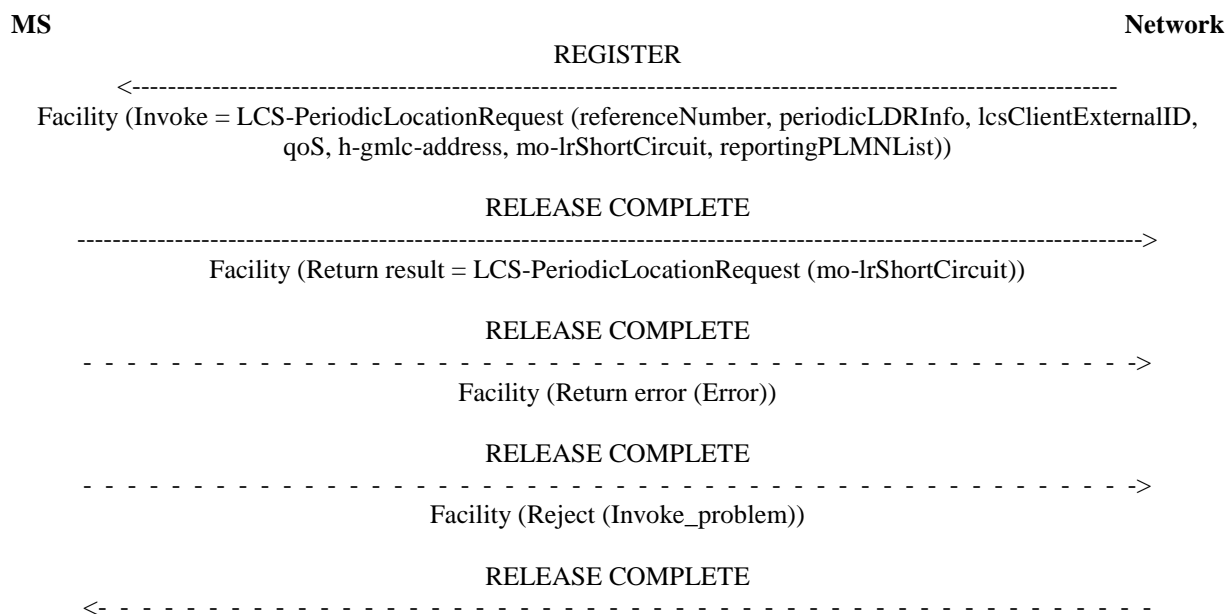 MS Network
REGISTER
<------------------------------------------------------------------------------------------------------------
Facility (Invoke = LCS-PeriodicLocationRequest (referenceNumber, periodicLDRInfo, lcsClientExternalID,
qoS, h-gmlc-address, mo-lrShortCircuit, reportingPLMNList))
RELEASE COMPLETE
--------------------------------------------------------------------------------------------------------------------->
Facility (Return result = LCS-PeriodicLocationRequest (mo-lrShortCircuit))
RELEASE COMPLETE
- - - - - - - - - - - - - - - - - - - - - - - - - - - - - - - - - - - - - - - - - - - - - - - ->
Facility (Return error (Error))
RELEASE COMPLETE
- - - - - - - - - - - - - - - - - - - - - - - - - - - - - - - - - - - - - - - - - - - - - - - ->
Facility (Reject (Invoke_problem))
RELEASE COMPLETE
<- - - - - - - - - - - - - - - - - - - - - - - - - - - - - - - - - - - - - - - - - - - - - - - -